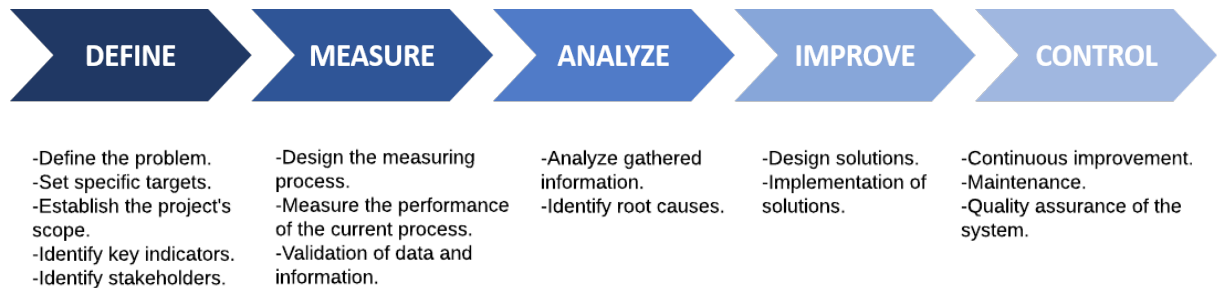 DEFINE
MEASURE
ANALYZE
IMPROVE
CONTROL
-Define the problem.
-Set specific targets.
-Establish the project's
scope.
-Identify key indicators.
-Identify stakeholders.
-Design the measuring
process.
-Measure the performance
of the current process.
-Validation of data and
information.
-Analyze gathered
information.
-Identify root causes.
-Design solutions.
-Implementation of
solutions.
-Continuous improvement.
-Maintenance.
-Quality assurance of the
system.